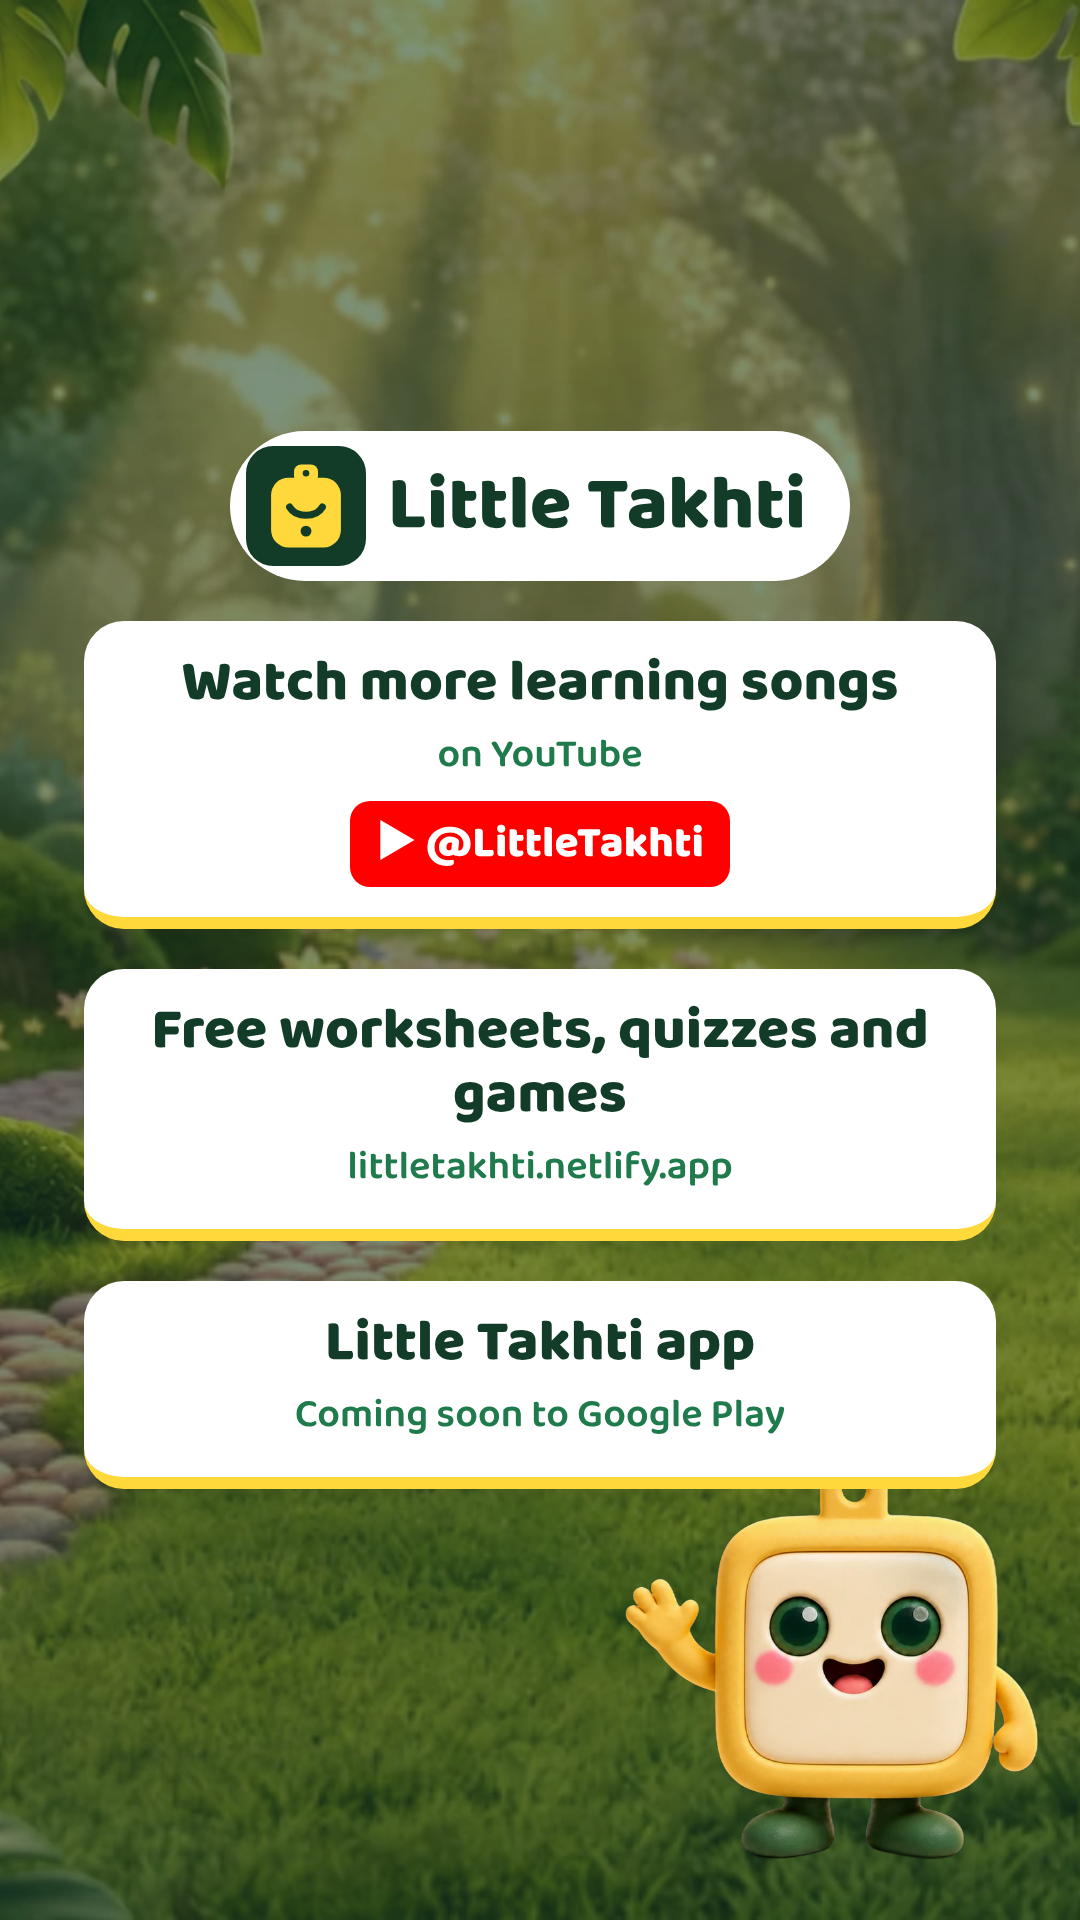 Little Takhti
Watch more learning songs
on YouTube
@LittleTakhti
Free worksheets, quizzes and
games
littletakhti.netlify.app
Little Takhti app
Coming soon to Google Play